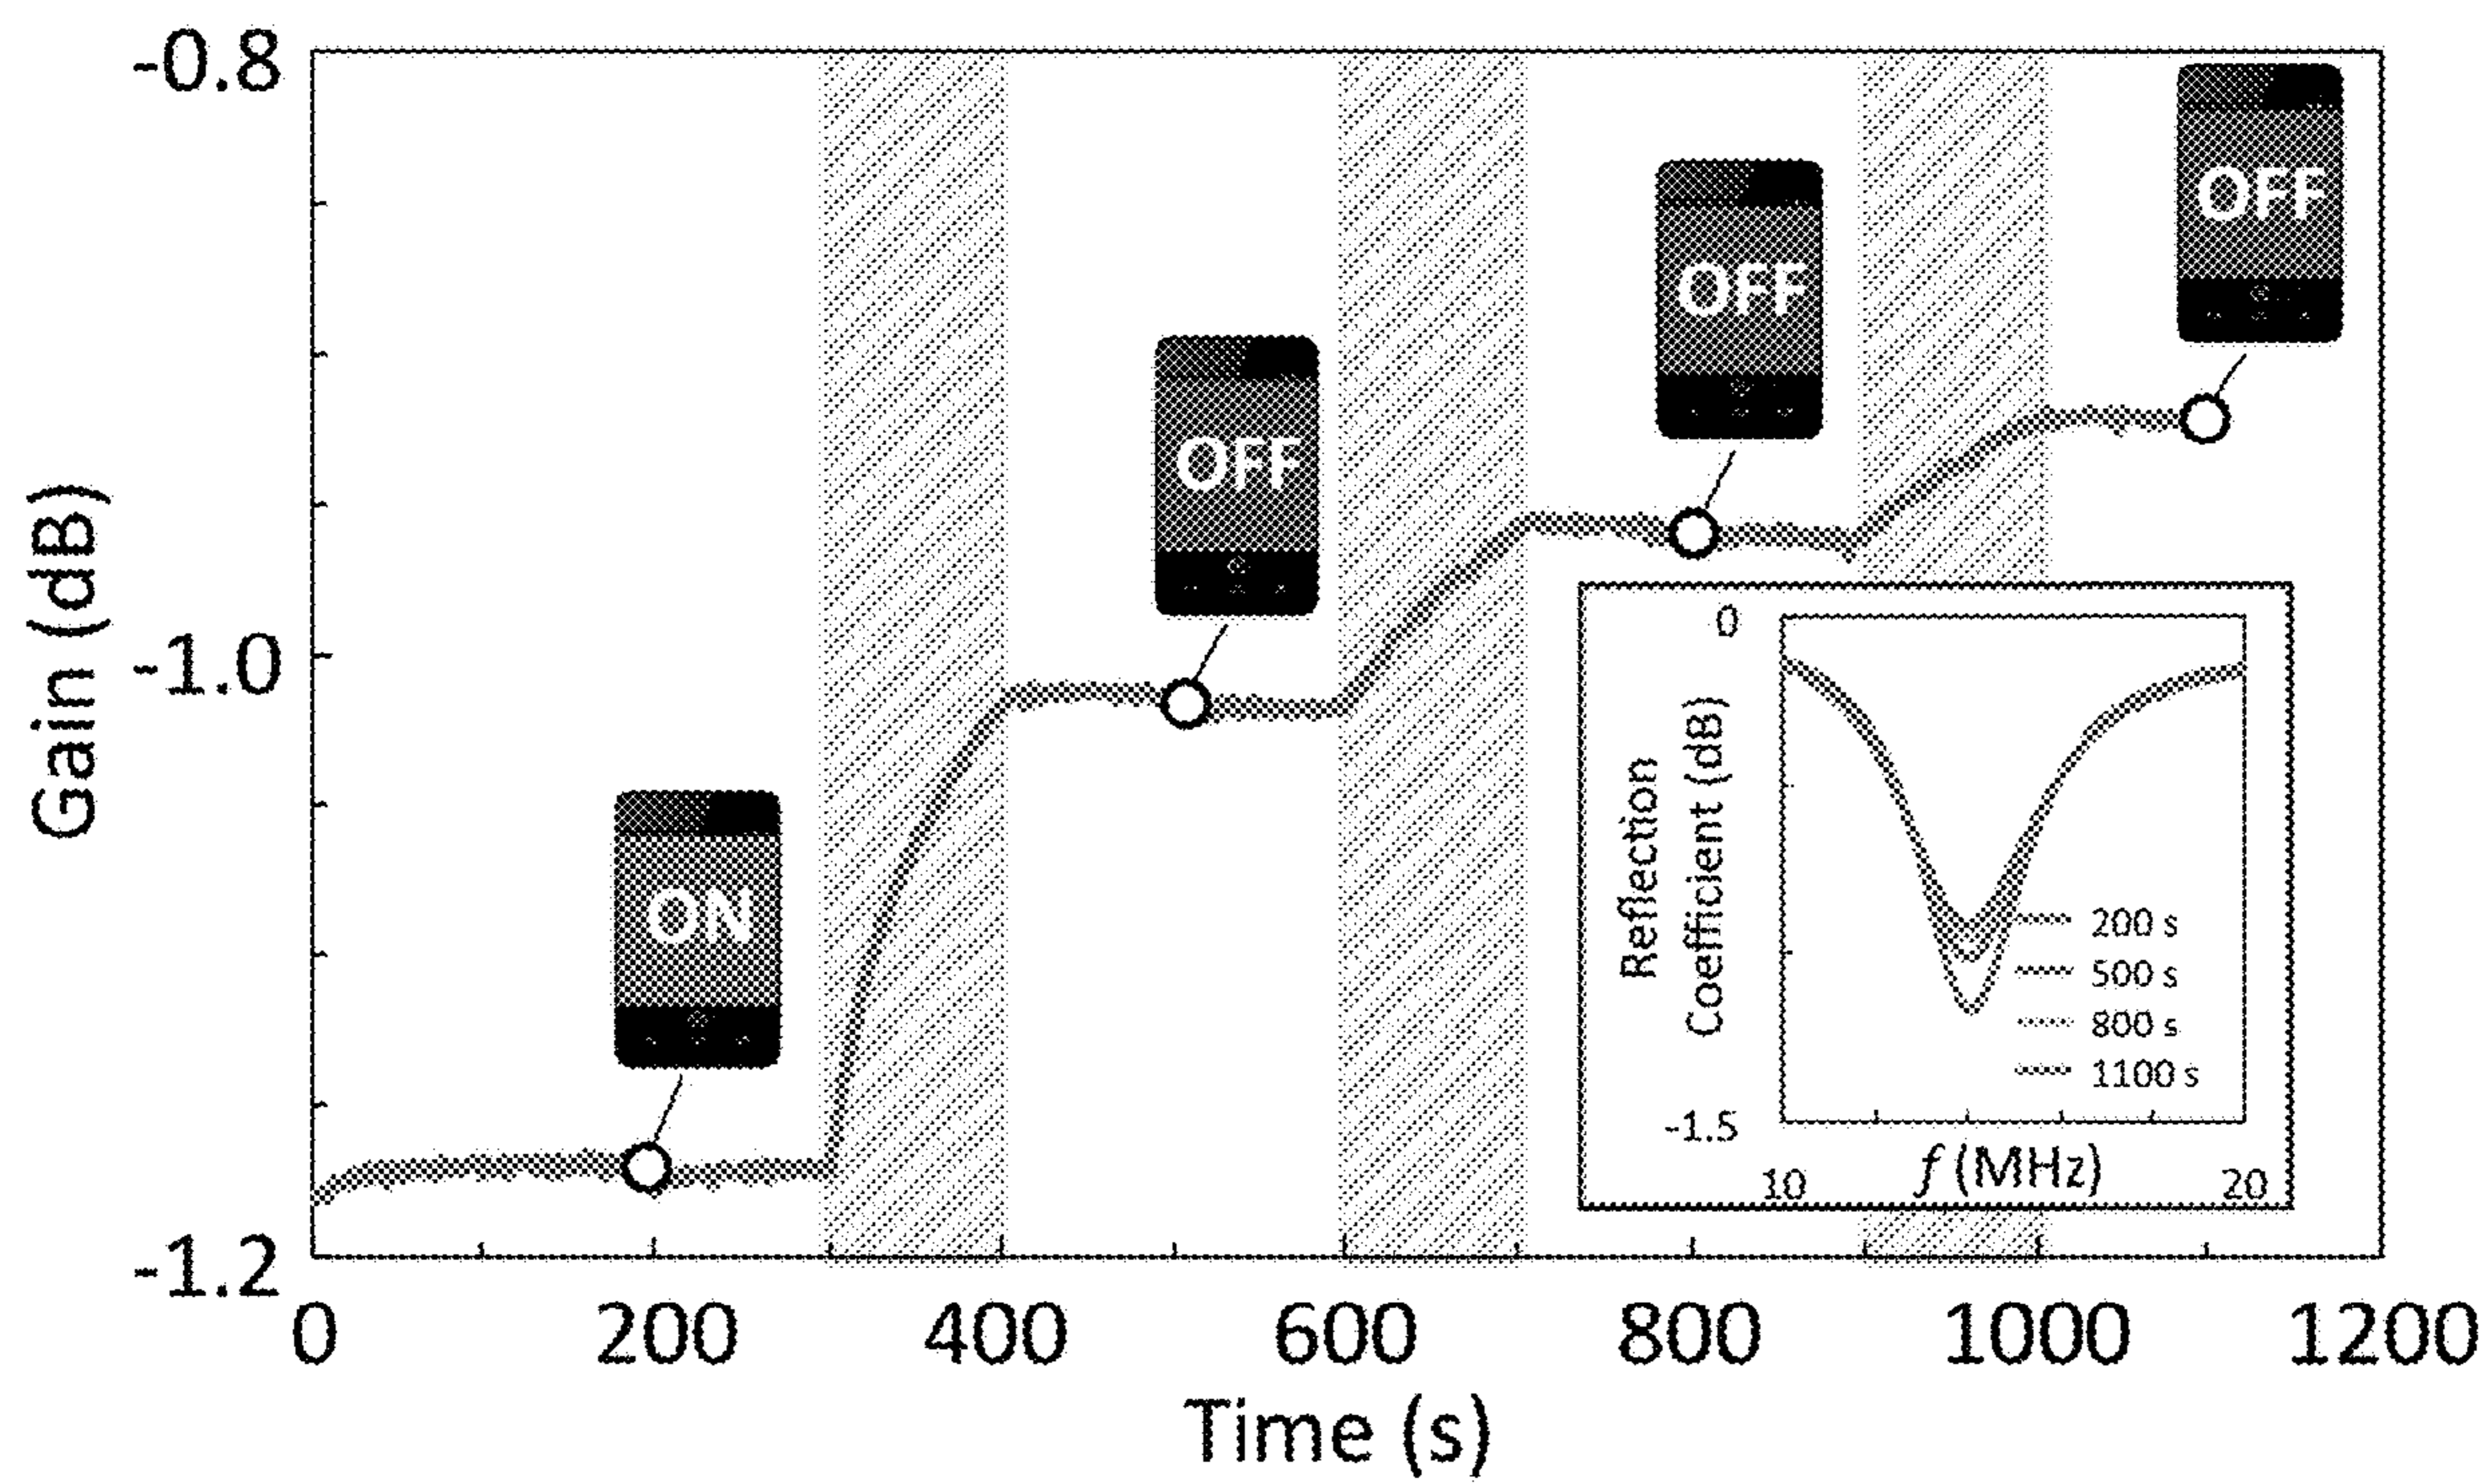 -0.8
-1.0
-1.2
Gain (dB)
ON
OFF
OFF
OFF
0
-1.5
Reflection
Coefficient (dB)
200 s
500 s
800 s
1100 s
10
f (MHz)
20
0 200 400 600 800 1000 1200
Time (s)